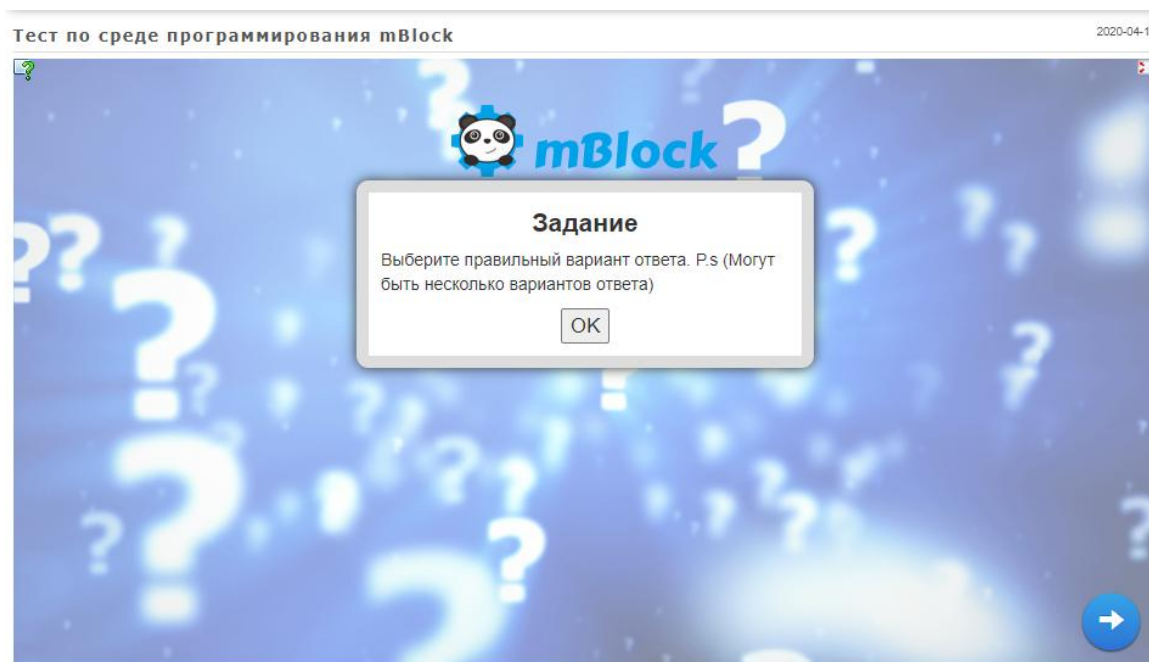 Тест по среде программирования mBlock
2020-04-1
mBlock
Задание
Выберите правильный вариант ответа. P.s (Могут
быть несколько вариантов ответа)
OK